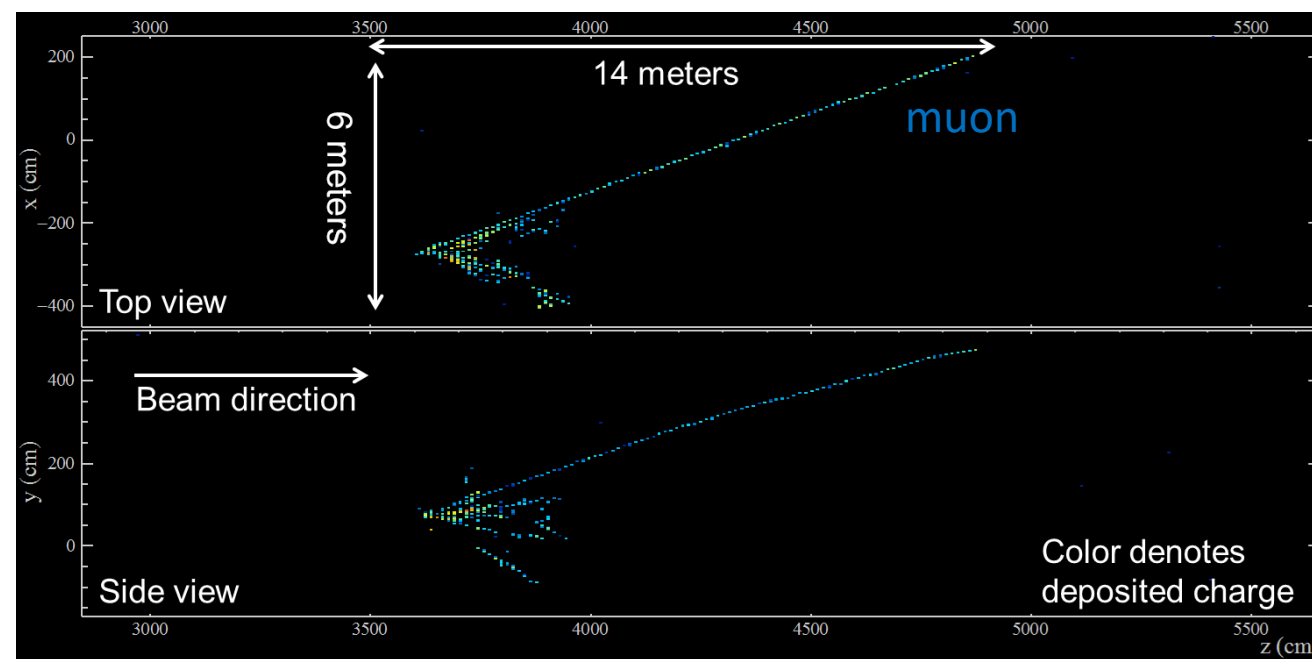 3000 3500 4000 4500 5000 5500
14 meters
6 meters
muon
200
0
−200
−400
x (cm)
Top view
Beam direction
400
200
0
y (cm)
Side view
Color denotes
deposited charge
3000 3500 4000 4500 5000 5500
z (cm